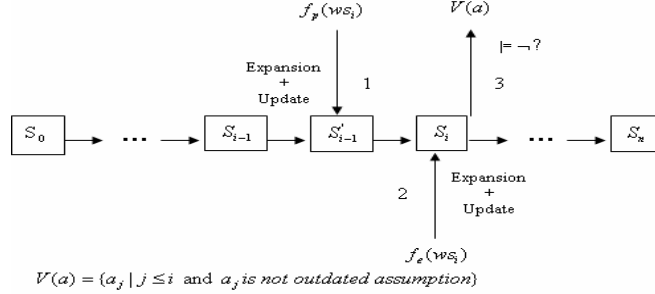 f_p(ws_i) V(a)
|= ¬ ?
Expansion
+
Update
1 3
S_0 ... S_{i-1} S'_{i-1} S_i ... S_n
2
Expansion
+
Update
f_e(ws_i)
V(a) = {a_j | j ≤ i and a_j is not outdated assumption}